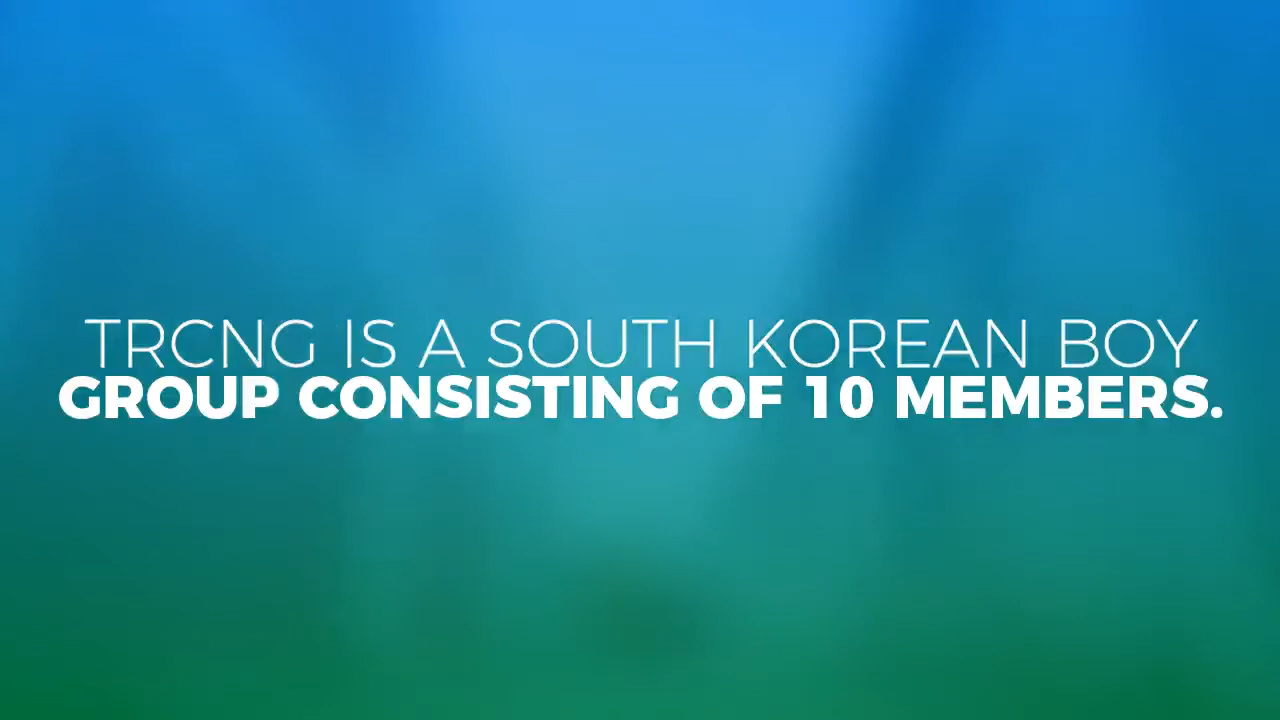 TRCNG IS A SOUTH KOREAN BOY
GROUP CONSISTING OF 10 MEMBERS.